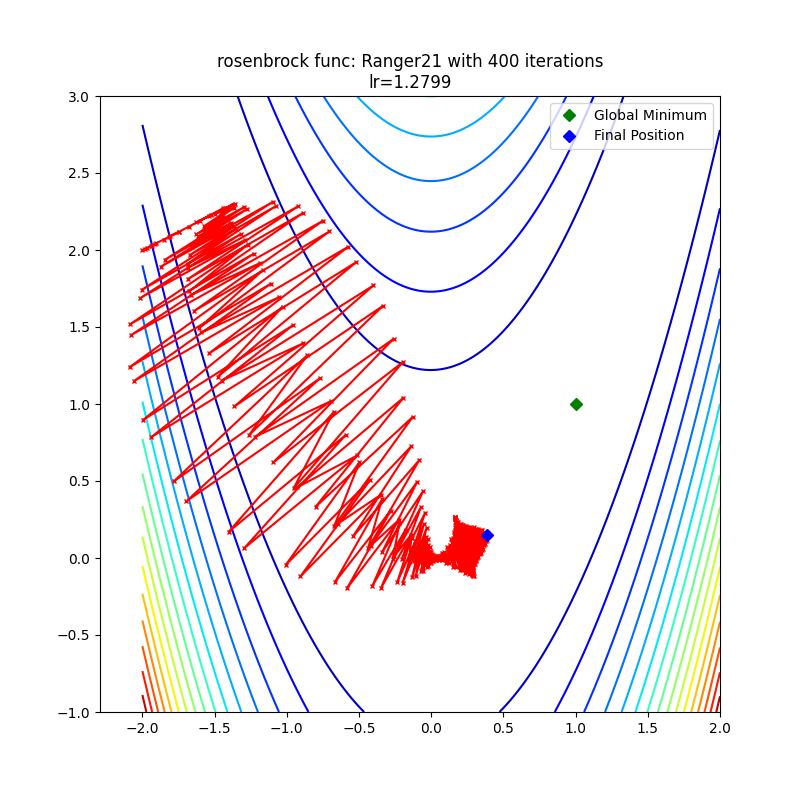 rosenbrock func: Ranger21 with 400 iterations
lr=1.2799
Global Minimum
Final Position
3.0
2.5
2.0
1.5
1.0
0.5
0.0
−0.5
−1.0
−2.0 −1.5 −1.0 −0.5 0.0 0.5 1.0 1.5 2.0